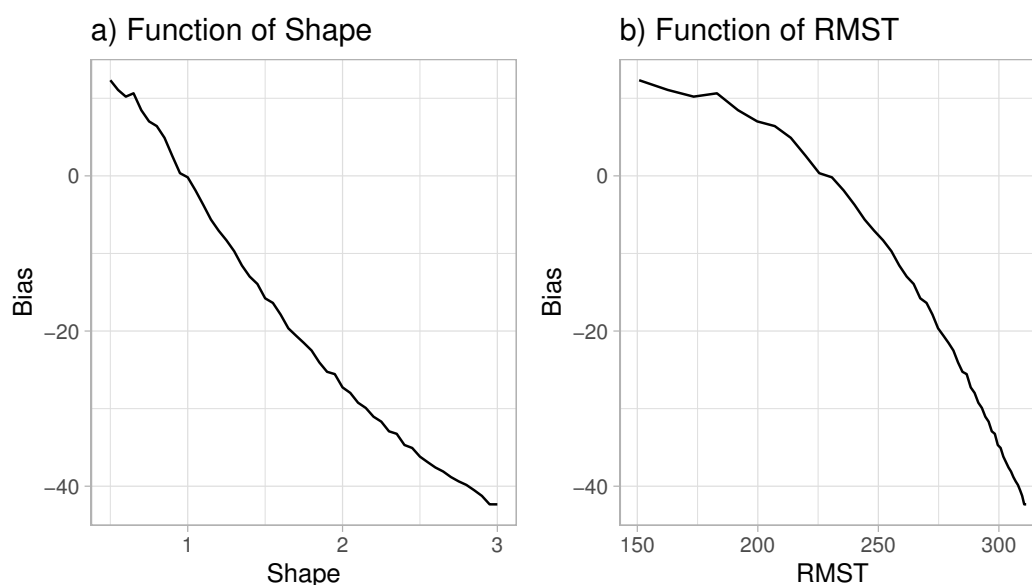 a) Function of Shape
0
−20
−40
Bias
1 2 3
Shape
b) Function of RMST
0
−20
−40
Bias
150 200 250 300
RMST